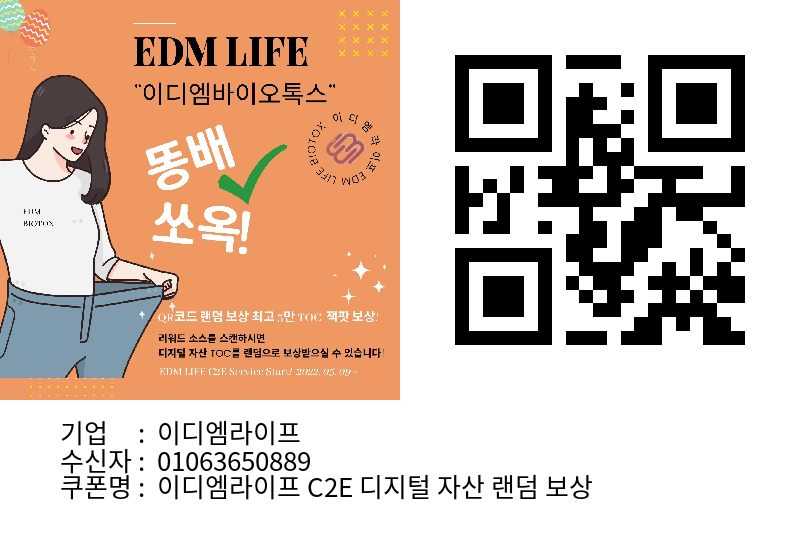 EDM LIFE
"이디엠바이오톡스"
이디엠라이프 EDM LIFE BIOTOX
똥배
쏘옥!
EDM
BIOTOX
QR코드 랜덤 보상 최고 5만 TOC 잭팟 보상!
리워드 소스를 스캔하시면
디지털 자산 TOC를 랜덤으로 보상받으실 수 있습니다!
EDM LIFE C2E Service Start! 2022. 05. 09 ~
기업 : 이디엠라이프
수신자 : 01063650889
쿠폰명 : 이디엠라이프 C2E 디지털 자산 랜덤 보상